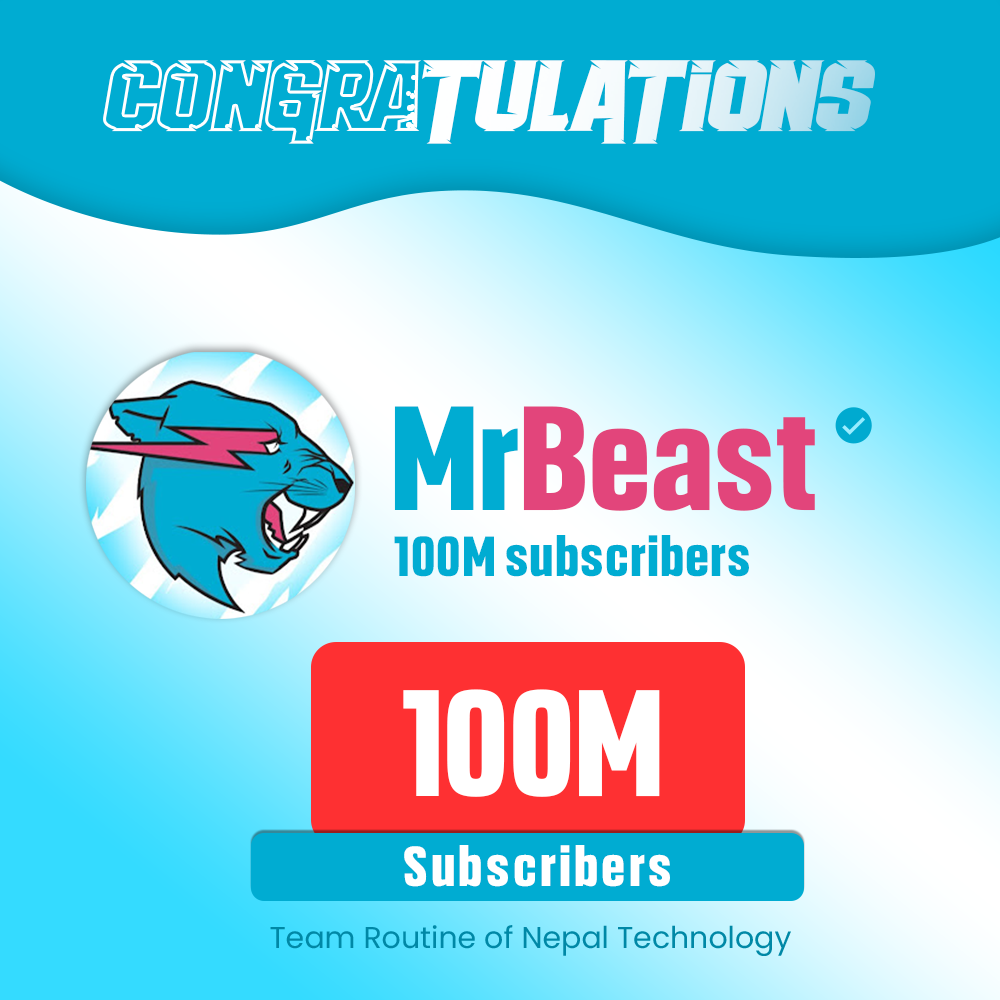 CONGRATULATIONS
MrBeast
100M subscribers
100M
Subscribers
Team Routine of Nepal Technology